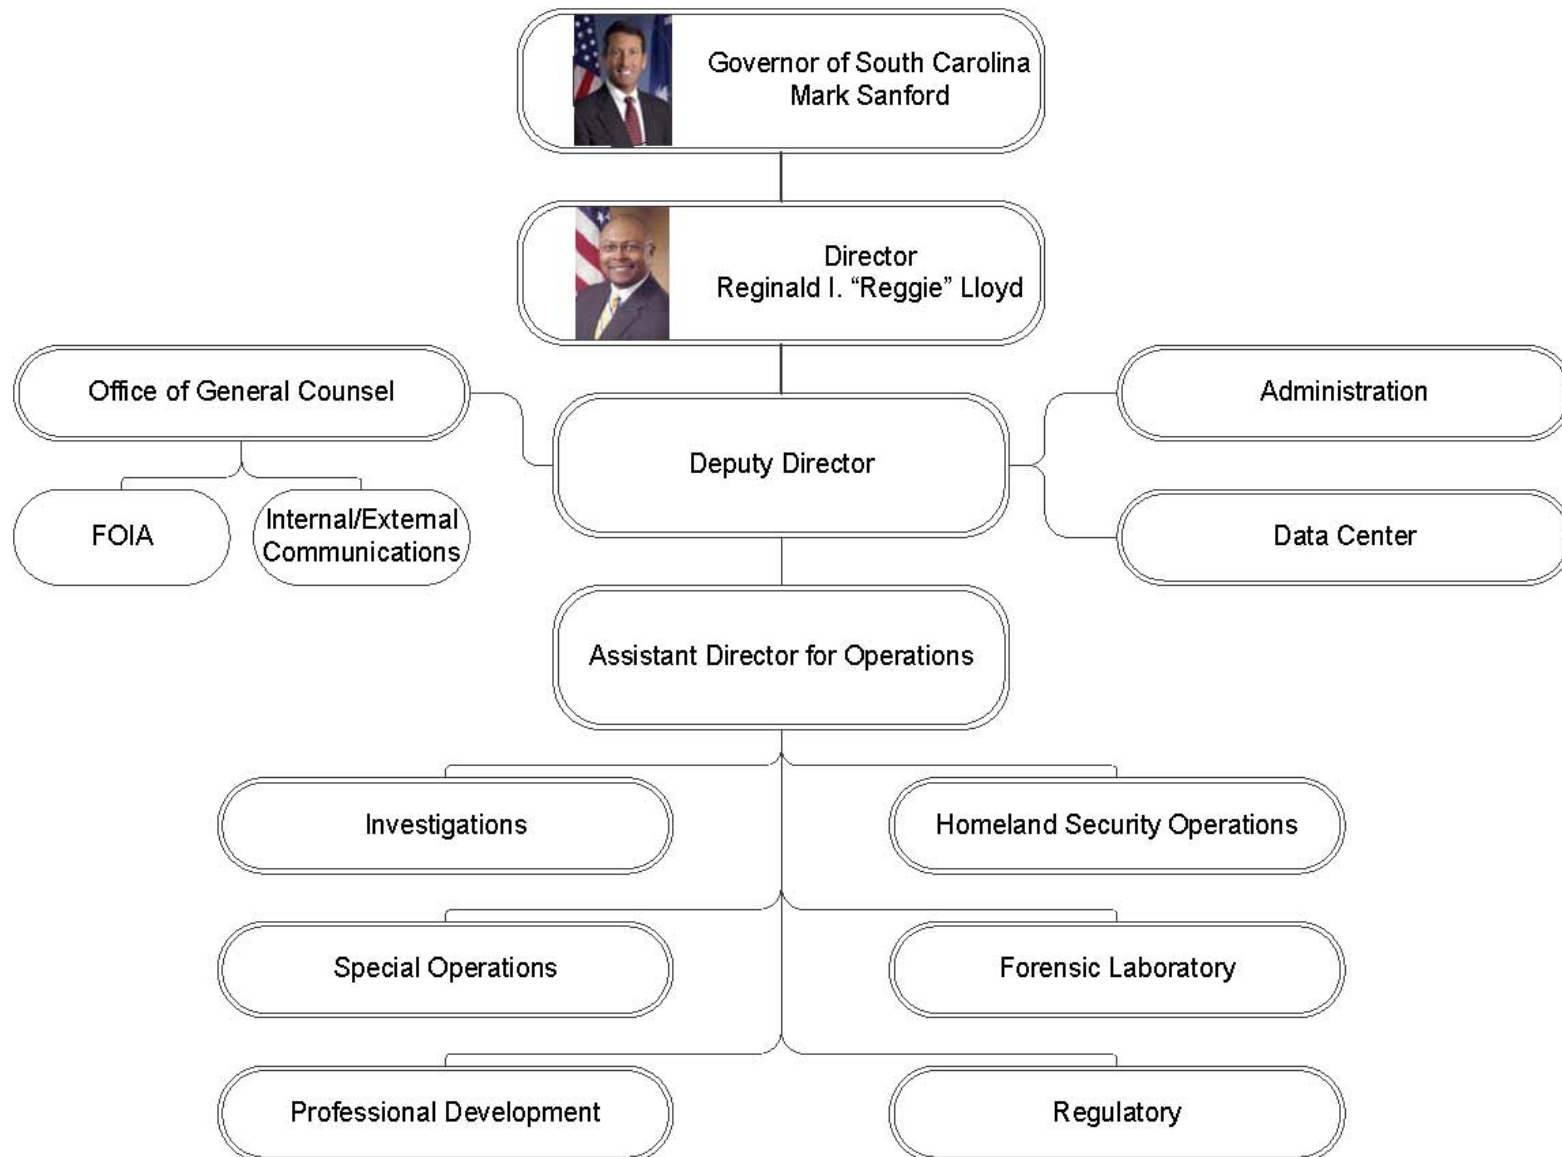 Governor of South Carolina
Mark Sanford
Director
Reginald I. “Reggie” Lloyd
Office of General Counsel
Administration
Deputy Director
FOIA
Internal/External
Communications
Data Center
Assistant Director for Operations
Investigations
Homeland Security Operations
Special Operations
Forensic Laboratory
Professional Development
Regulatory